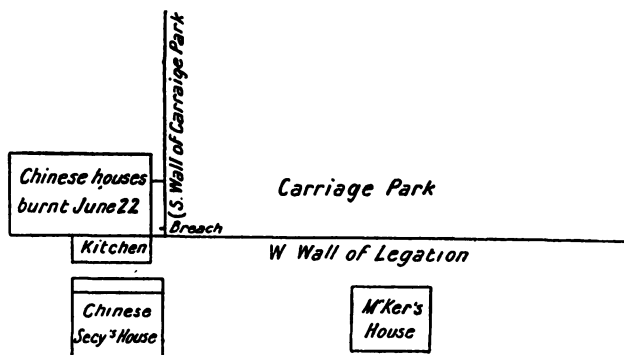 (S. Wall of Carraige Park
Chinese houses
burnt June 22
Carriage Park
Breach
Kitchen
W Wall of Legation
Chinese
Secy's House
Mr Ker's
House